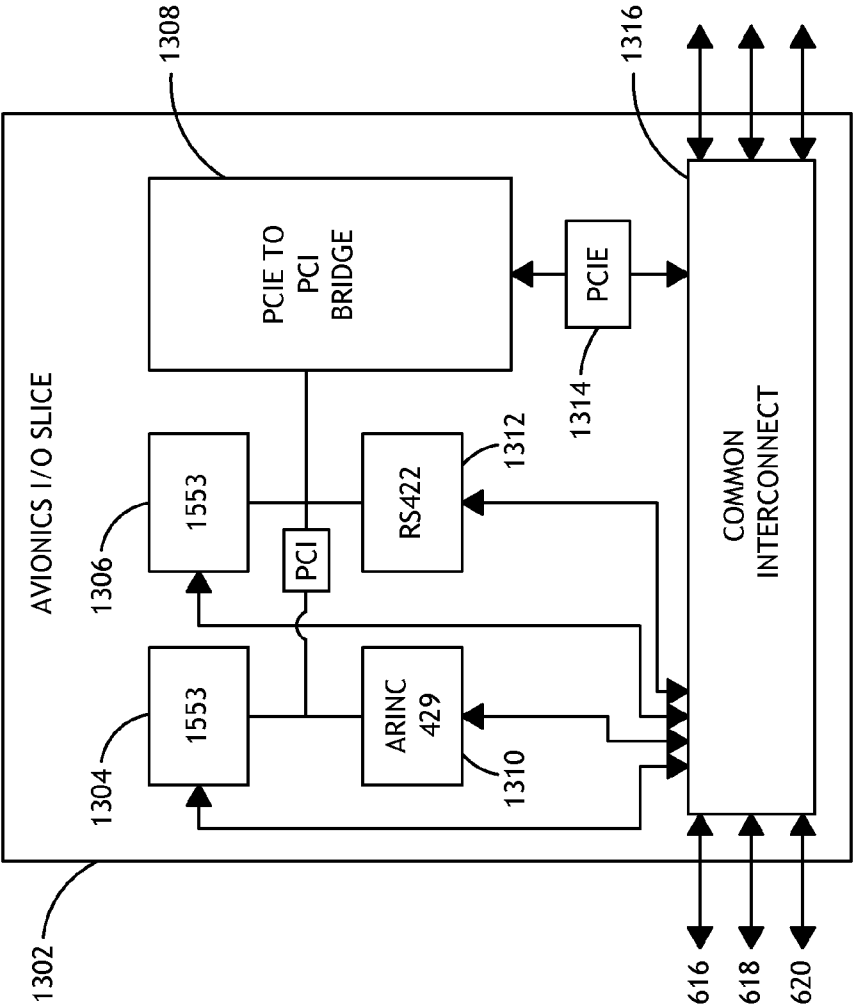 1302
AVIONICS I/O SLICE
1304
1306
1308
1553
1553
PCIE TO
PCI
BRIDGE
PCI
ARINC
429
RS422
1310
1312
PCIE
1314
1316
COMMON
INTERCONNECT
616
618
620